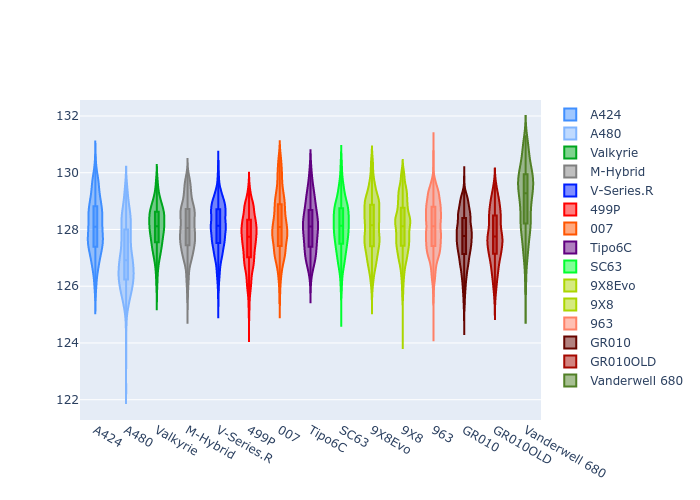 132
130
128
126
124
122
A424
A480
Valkyrie
M-Hybrid
V-Series.R
499P
007
Tipo6C
SC63
9X8Evo
9X8
963
GR010
GR010OLD
Vanderwell 680
A424
A480
Valkyrie
M-Hybrid
V-Series.R
499P
007
Tipo6C
SC63
9X8Evo
9X8
963
GR010
GR010OLD
Vanderwell 680